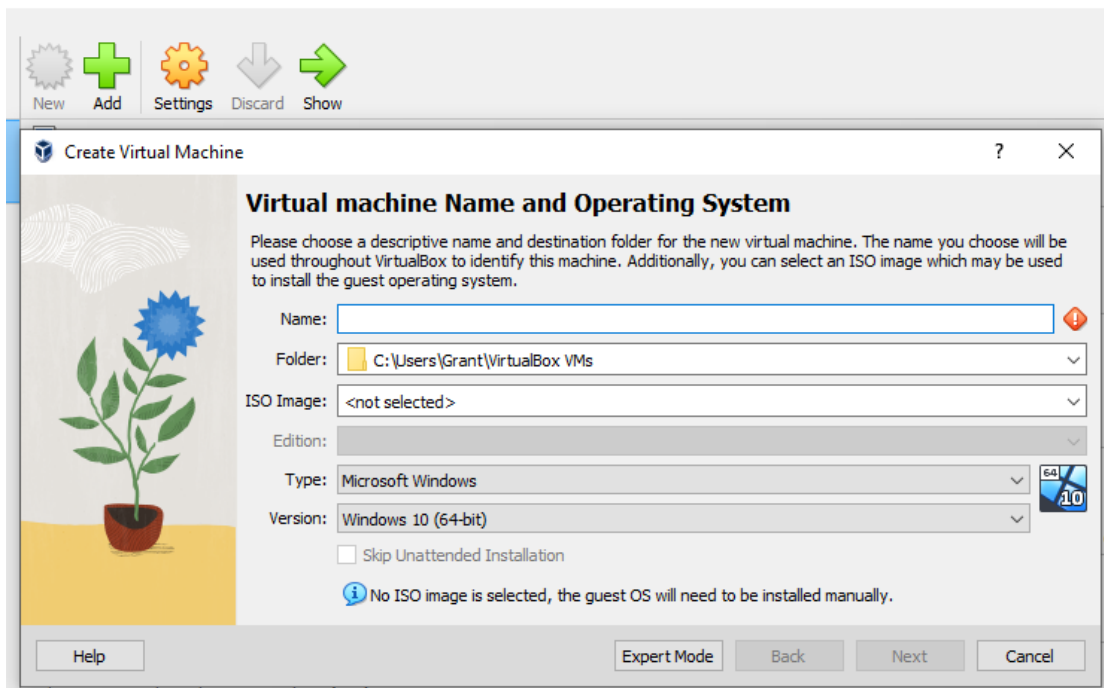 New Add Settings Discard Show
Create Virtual Machine ? X
Virtual machine Name and Operating System
Please choose a descriptive name and destination folder for the new virtual machine. The name you choose will be
used throughout VirtualBox to identify this machine. Additionally, you can select an ISO image which may be used
to install the guest operating system.
Name:
Folder: C:\Users\Grant\VirtualBox VMs
ISO Image: <not selected>
Edition:
Type: Microsoft Windows 64
Version: Windows 10 (64-bit) 10
Skip Unattended Installation
No ISO image is selected, the guest OS will need to be installed manually.
Help Expert Mode Back Next Cancel